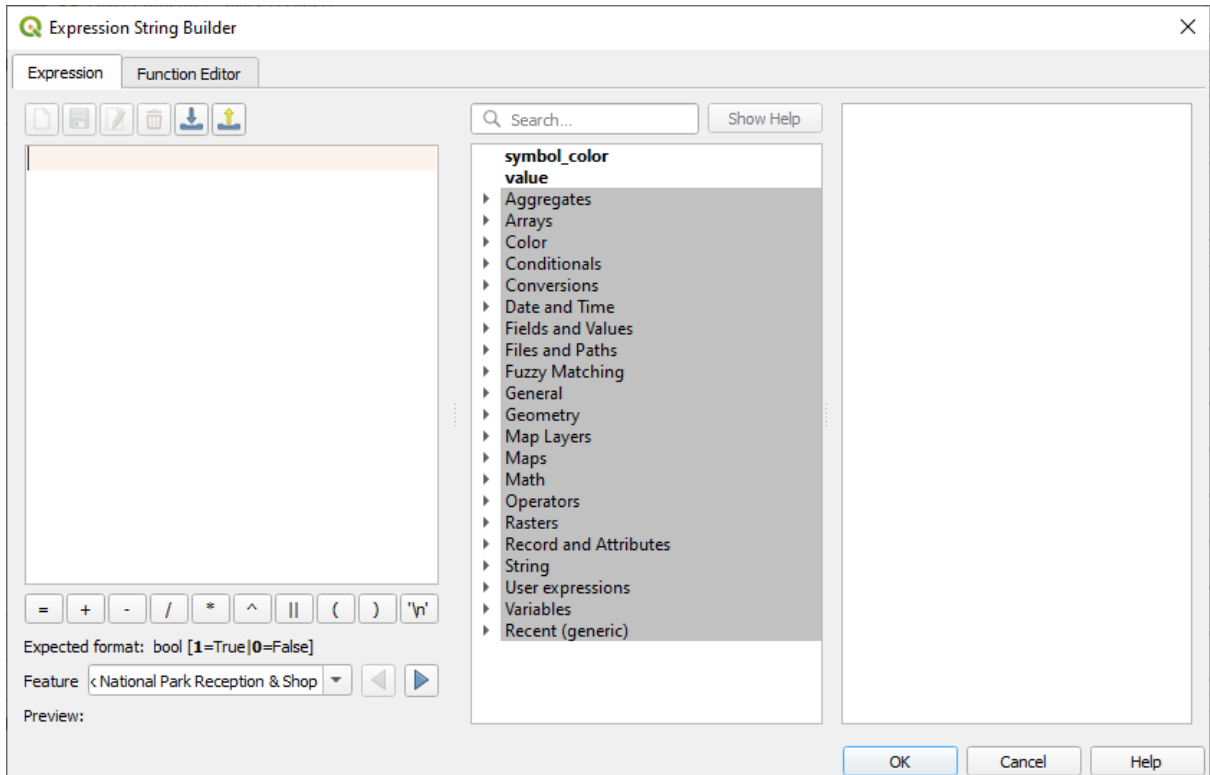 Expression String Builder
Expression
Function Editor
Search...
Show Help
symbol_color
value
Aggregates
Arrays
Color
Conditionals
Conversions
Date and Time
Fields and Values
Files and Paths
Fuzzy Matching
General
Geometry
Map Layers
Maps
Math
Operators
Rasters
Record and Attributes
String
User expressions
Variables
Recent (generic)
= + - / * ^ || ( ) '\n'
Expected format: bool [1=True|0=False]
Feature National Park Reception & Shop
Preview:
OK Cancel Help